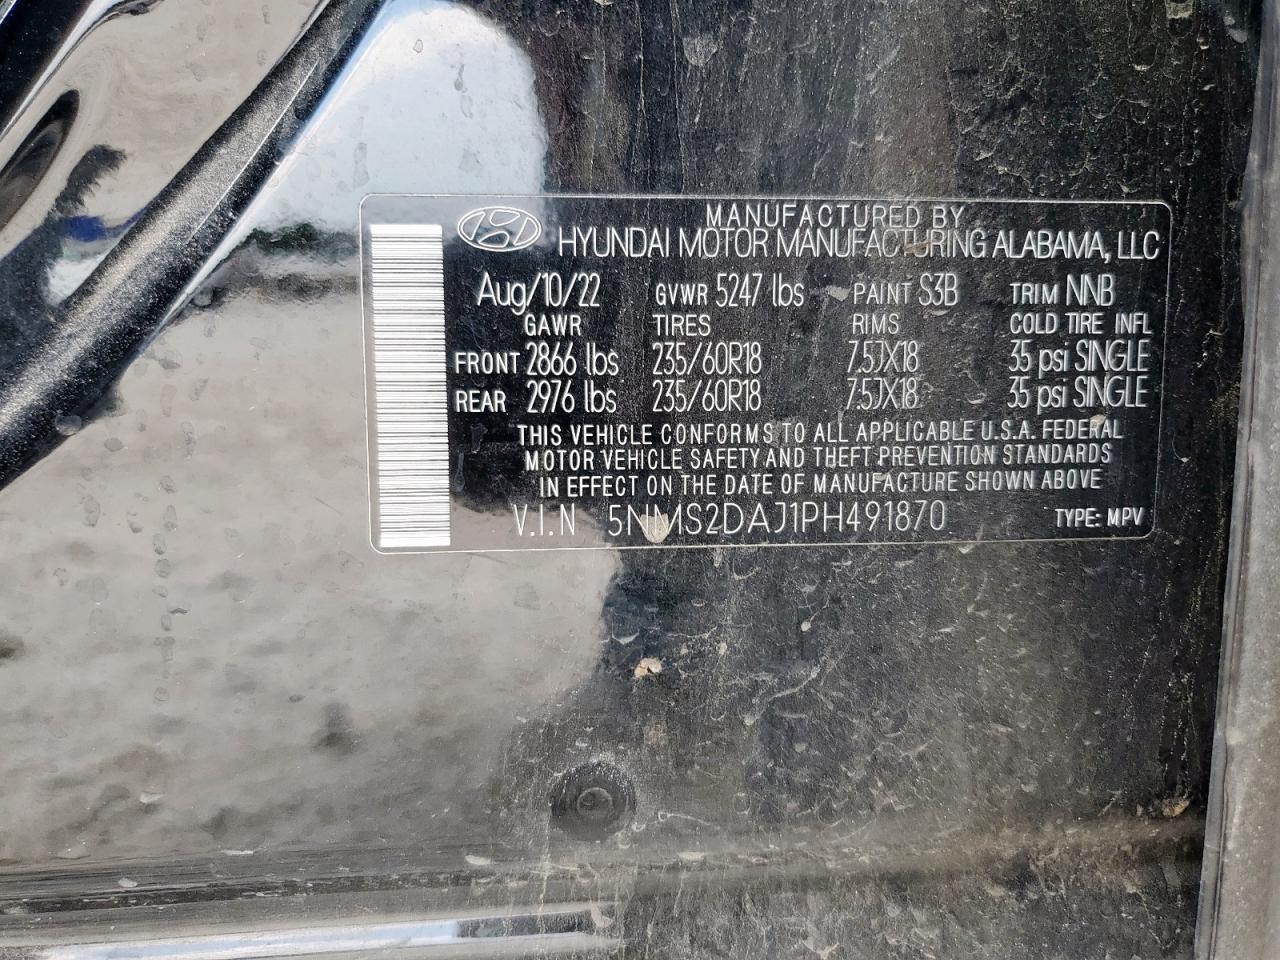 MANUFACTURED BY
HYUNDAI MOTOR MANUFACTURING ALABAMA, LLC
Aug/10/22 GVWR 5247 lbs PAINT S3B TRIM NNB
GAWR TIRES RIMS COLD TIRE INFL
FRONT 2866 lbs 235/60R18 7.5JX18 35 psi SINGLE
REAR 2976 lbs 235/60R18 7.5JX18 35 psi SINGLE
THIS VEHICLE CONFORMS TO ALL APPLICABLE U.S.A. FEDERAL
MOTOR VEHICLE SAFETY AND THEFT PREVENTION STANDARDS
IN EFFECT ON THE DATE OF MANUFACTURE SHOWN ABOVE
V.I.N 5NMS2DAJ1PH491870 TYPE: MPV